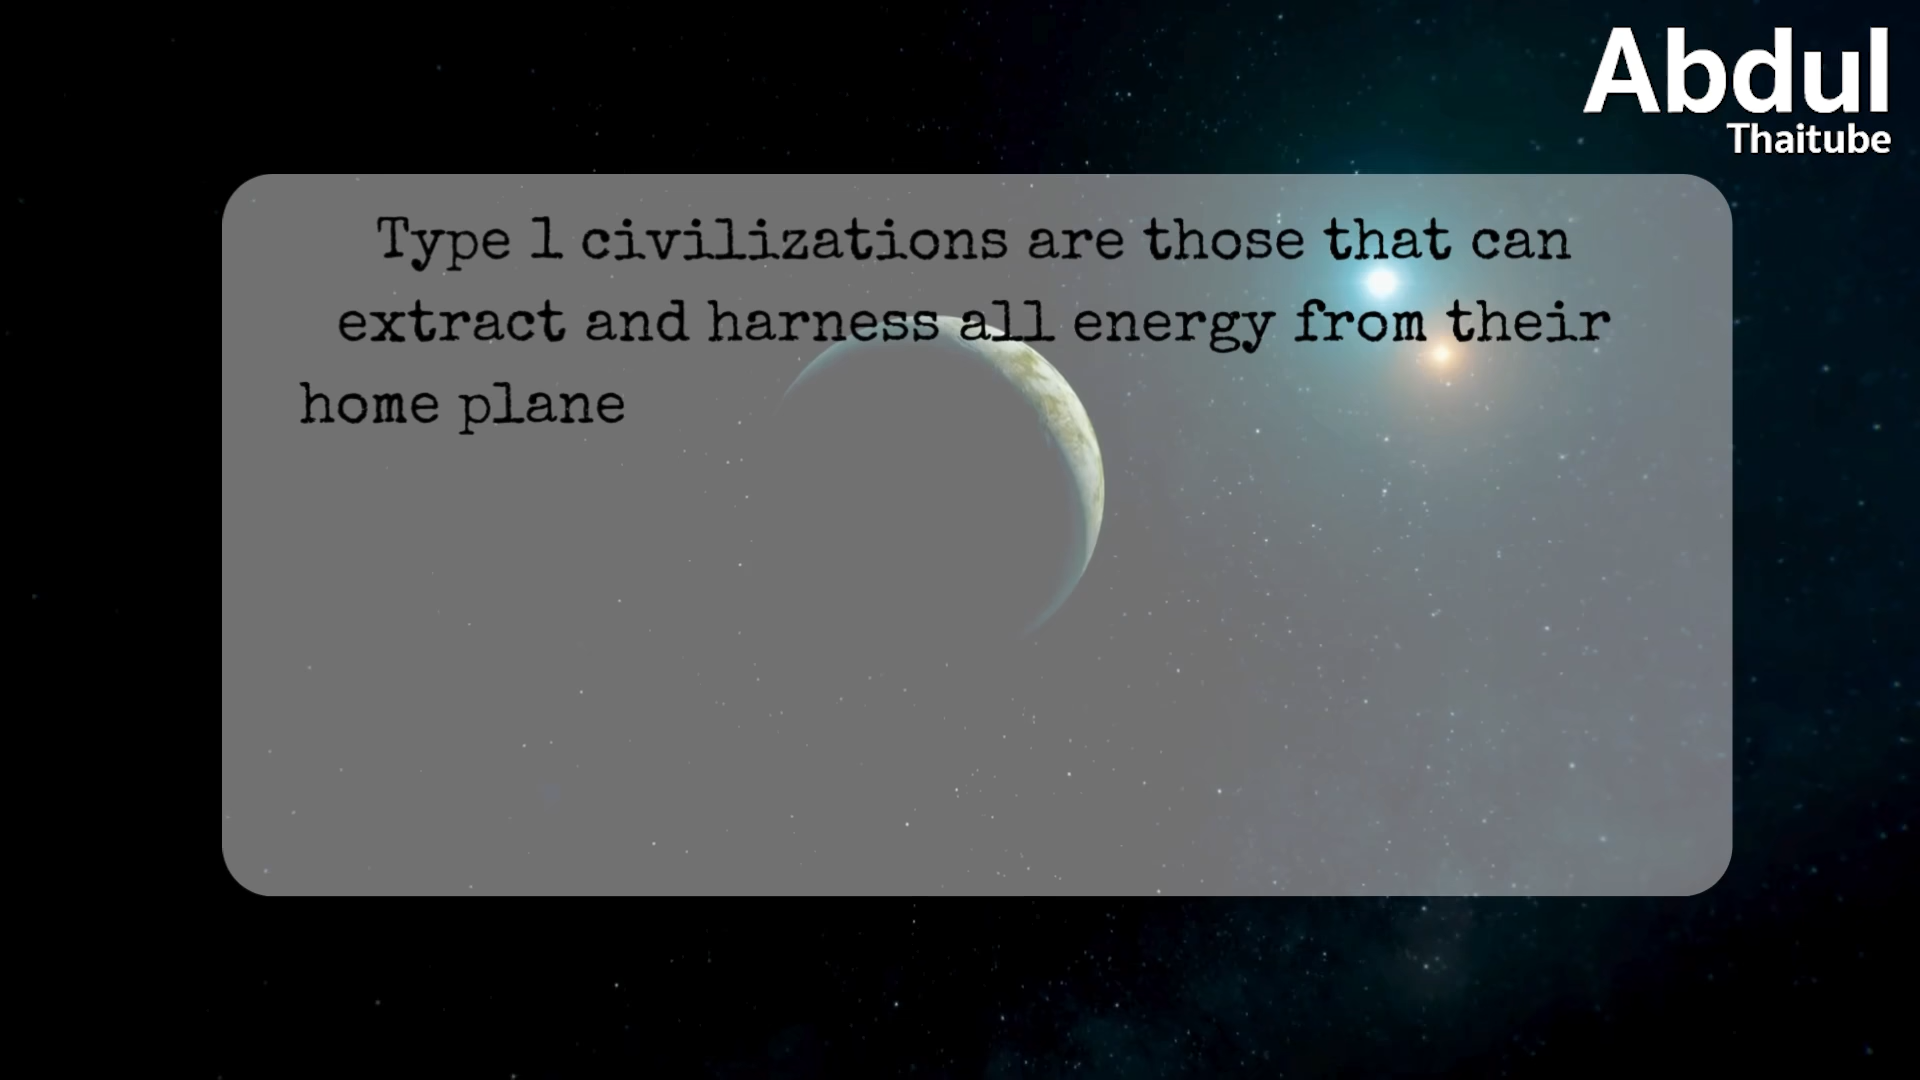 Abdul
Thaitube
Type 1 civilizations are those that can
extract and harness all energy from their
home plane